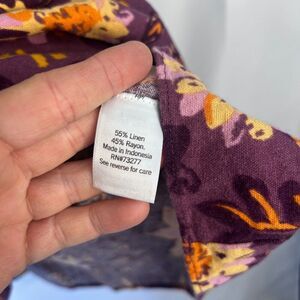 55% Linen
45% Rayon.
Made in Indonesia
RN#73277
See reverse for care